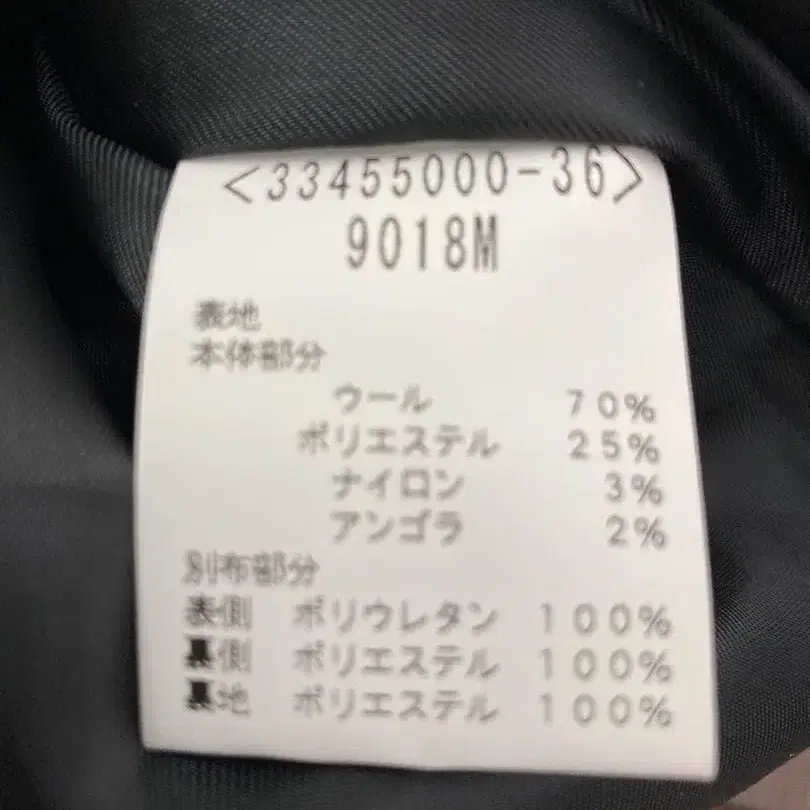 <33455000-36>
9018M
表地
本体部分
ウール 70%
ポリエステル 25%
ナイロン 3%
アンゴラ 2%
別布部分
表側 ポリウレタン 100%
裏側 ポリエステル 100%
裏地 ポリエステル 100%